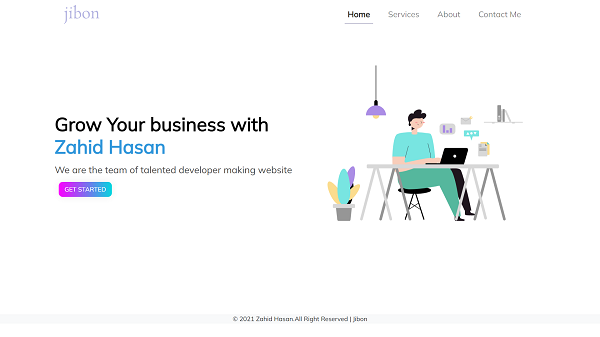 jibon
Home Services About Contact Me
Grow Your business with
Zahid Hasan
We are the team of talented developer making website
GET STARTED
© 2021 Zahid Hasan.All Right Reserved | Jibon